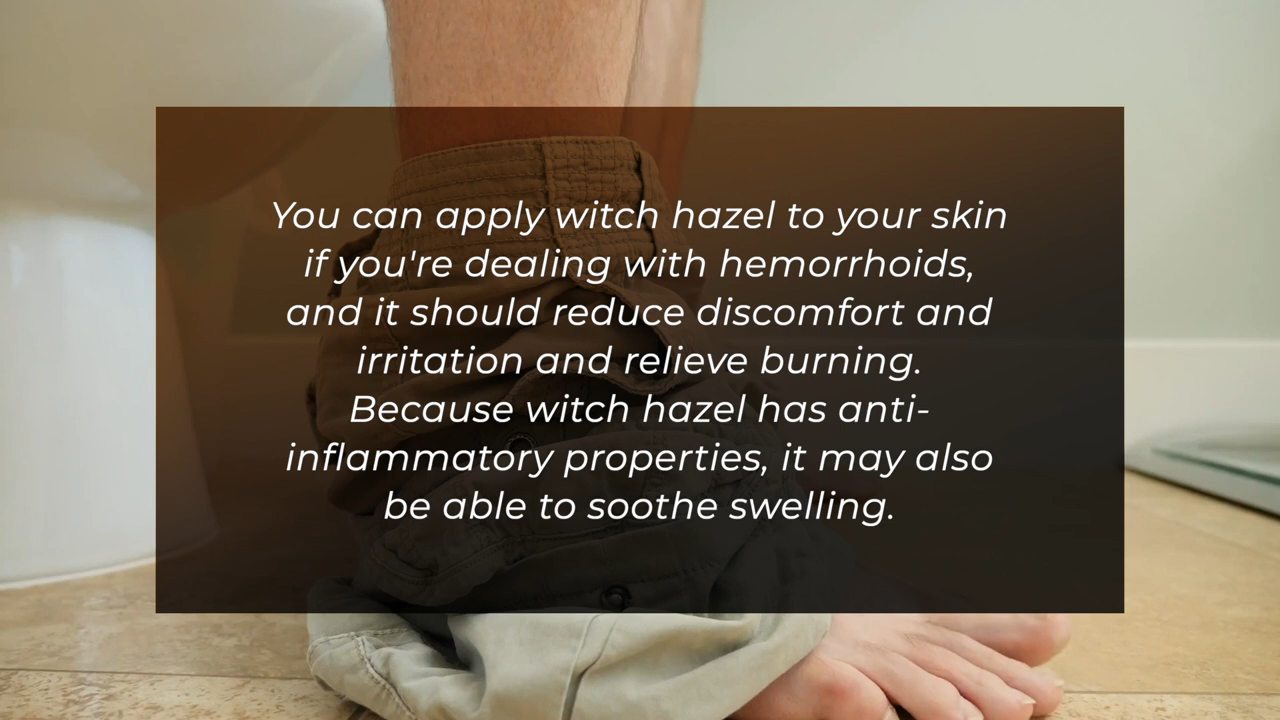 You can apply witch hazel to your skin
if you're dealing with hemorrhoids,
and it should reduce discomfort and
irritation and relieve burning.
Because witch hazel has anti-
inflammatory properties, it may also
be able to soothe swelling.